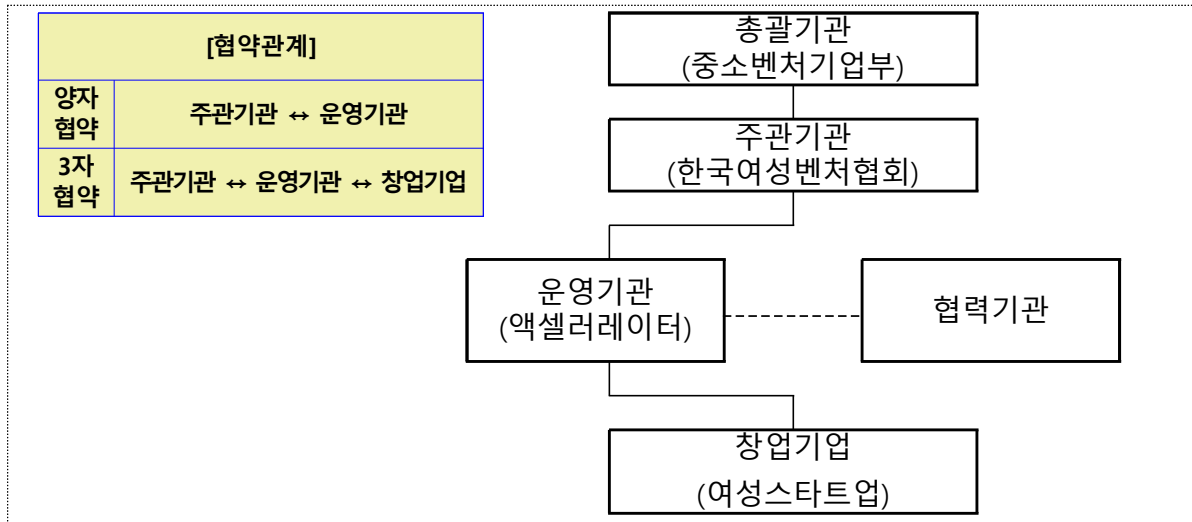 [협약관계]
양자
협약
주관기관 ↔ 운영기관
3자
협약
주관기관 ↔ 운영기관 ↔ 창업기업
총괄기관
(중소벤처기업부)
주관기관
(한국여성벤처협회)
운영기관
(액셀러레이터)
협력기관
창업기업
(여성스타트업)